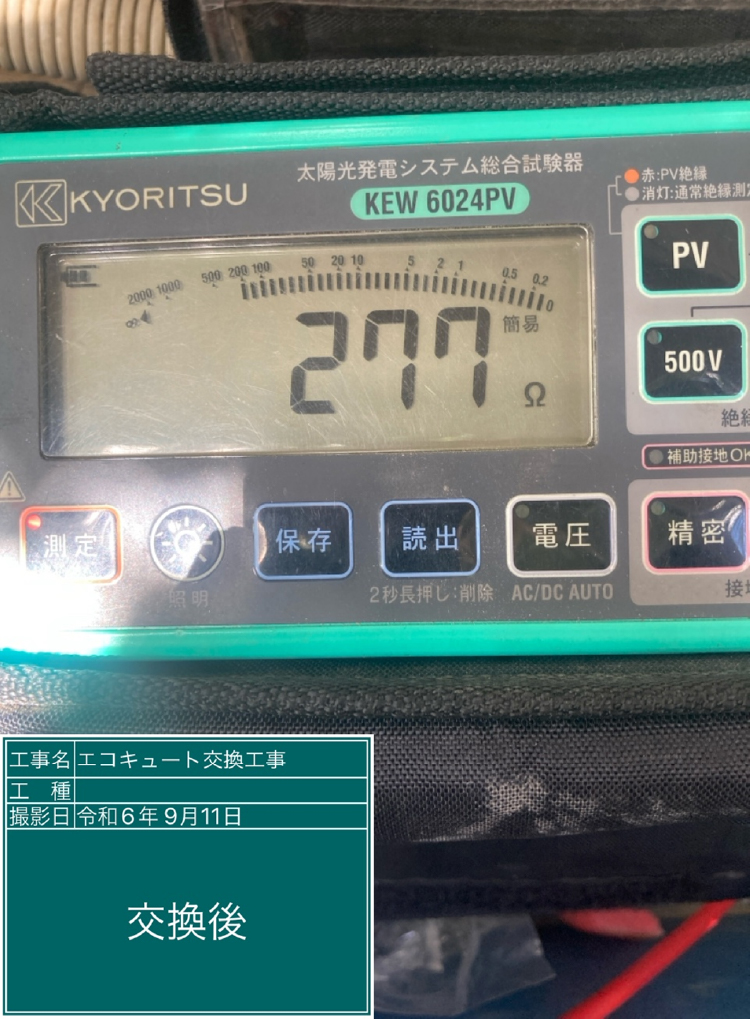 太陽光発電システム総合試験器
KYORITSU
KEW 6024PV
赤:PV絶縁
消灯:通常絶縁測定
PV
2000 1000 500 200 100 50 20 10 5 2 1 0.5 0.2 0
∞
簡易
277 Ω
500V
絶縁
補助接地OK
測定
照明
保存
読出
2秒長押し:削除
電圧
AC/DC AUTO
精密
接地
工事名 エコキュート交換工事
工 種
撮影日 令和6年9月11日
交換後